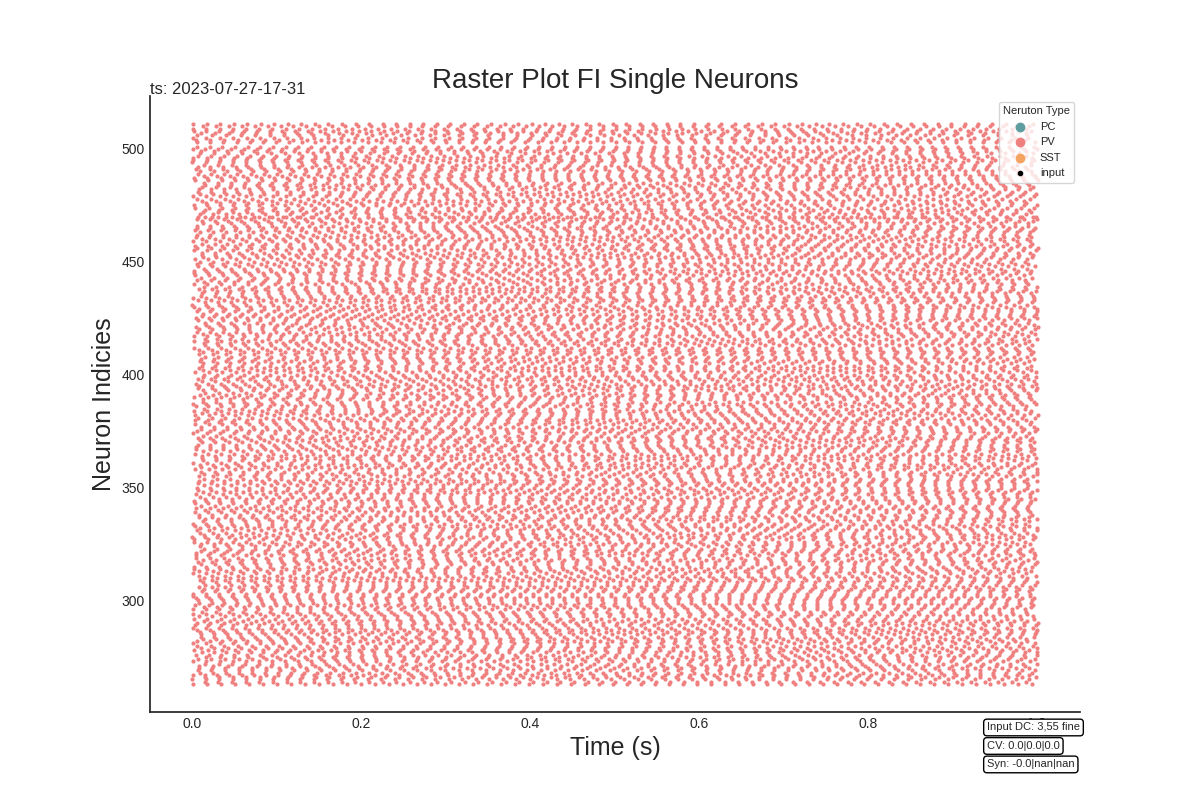 Raster Plot FI Single Neurons
ts: 2023-07-27-17-31
Neruton Type
PC
PV
SST
input
500
450
400
350
300
Neuron Indicies
0.0
0.2
0.4
0.6
0.8
Time (s)
Input DC: 3,55 fine
CV: 0.0|0.0|0.0
Syn: -0.0|nan|nan